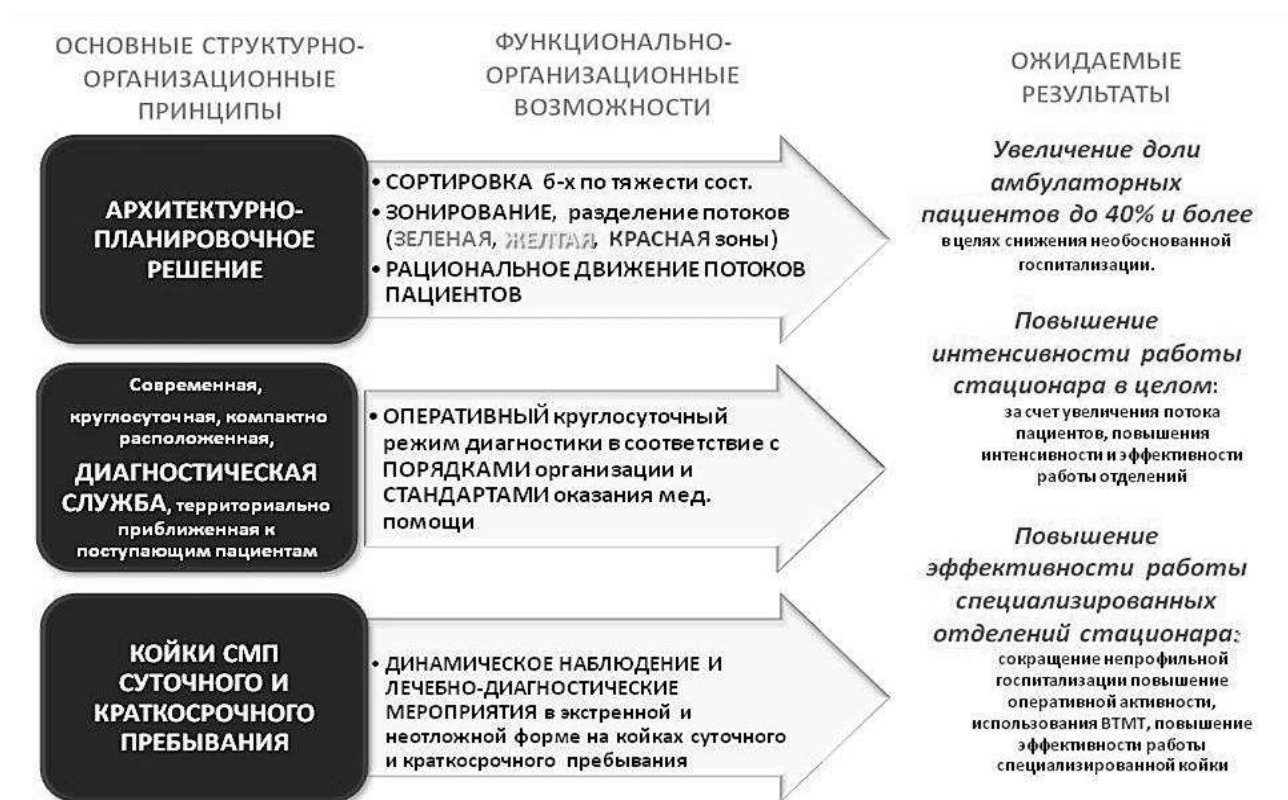 ОСНОВНЫЕ СТРУКТУРНО-
ОРГАНИЗАЦИОННЫЕ
ПРИНЦИПЫ
ФУНКЦИОНАЛЬНО-
ОРГАНИЗАЦИОННЫЕ
ВОЗМОЖНОСТИ
ОЖИДАЕМЫЕ
РЕЗУЛЬТАТЫ
АРХИТЕКТУРНО-
ПЛАНИРОВОЧНОЕ
РЕШЕНИЕ
• СОРТИРОВКА б-х по тяжести сост.
• ЗОНИРОВАНИЕ, разделение потоков
(ЗЕЛЕНАЯ, ЖЕЛТАЯ, КРАСНАЯ зоны)
• РАЦИОНАЛЬНОЕ ДВИЖЕНИЕ ПОТОКОВ
ПАЦИЕНТОВ
Увеличение доли
амбулаторных
пациентов до 40% и более
в целях снижения необоснованной
госпитализации.
Современная,
круглосуточная, компактно
расположенная,
ДИАГНОСТИЧЕСКАЯ
СЛУЖБА, территориально
приближенная к
поступающим пациентам
• ОПЕРАТИВНЫЙ круглосуточный
режим диагностики в соответствие с
ПОРЯДКАМИ организации и
СТАНДАРТАМИ оказания мед.
помощи
Повышение
интенсивности работы
стационара в целом:
за счет увеличения потока
пациентов, повышения
интенсивности и эффективности
работы отделений
КОЙКИ СМП
СУТОЧНОГО И
КРАТКОСРОЧНОГО
ПРЕБЫВАНИЯ
• ДИНАМИЧЕСКОЕ НАБЛЮДЕНИЕ И
ЛЕЧЕБНО-ДИАГНОСТИЧЕСКИЕ
МЕРОПРИЯТИЯ в экстренной и
неотложной форме на койках суточного
и краткосрочного пребывания
Повышение
эффективности работы
специализированных
отделений стационара:
сокращение непрофильной
госпитализации повышение
оперативной активности,
использования ВТМТ, повышение
эффективности работы
специализированной койки